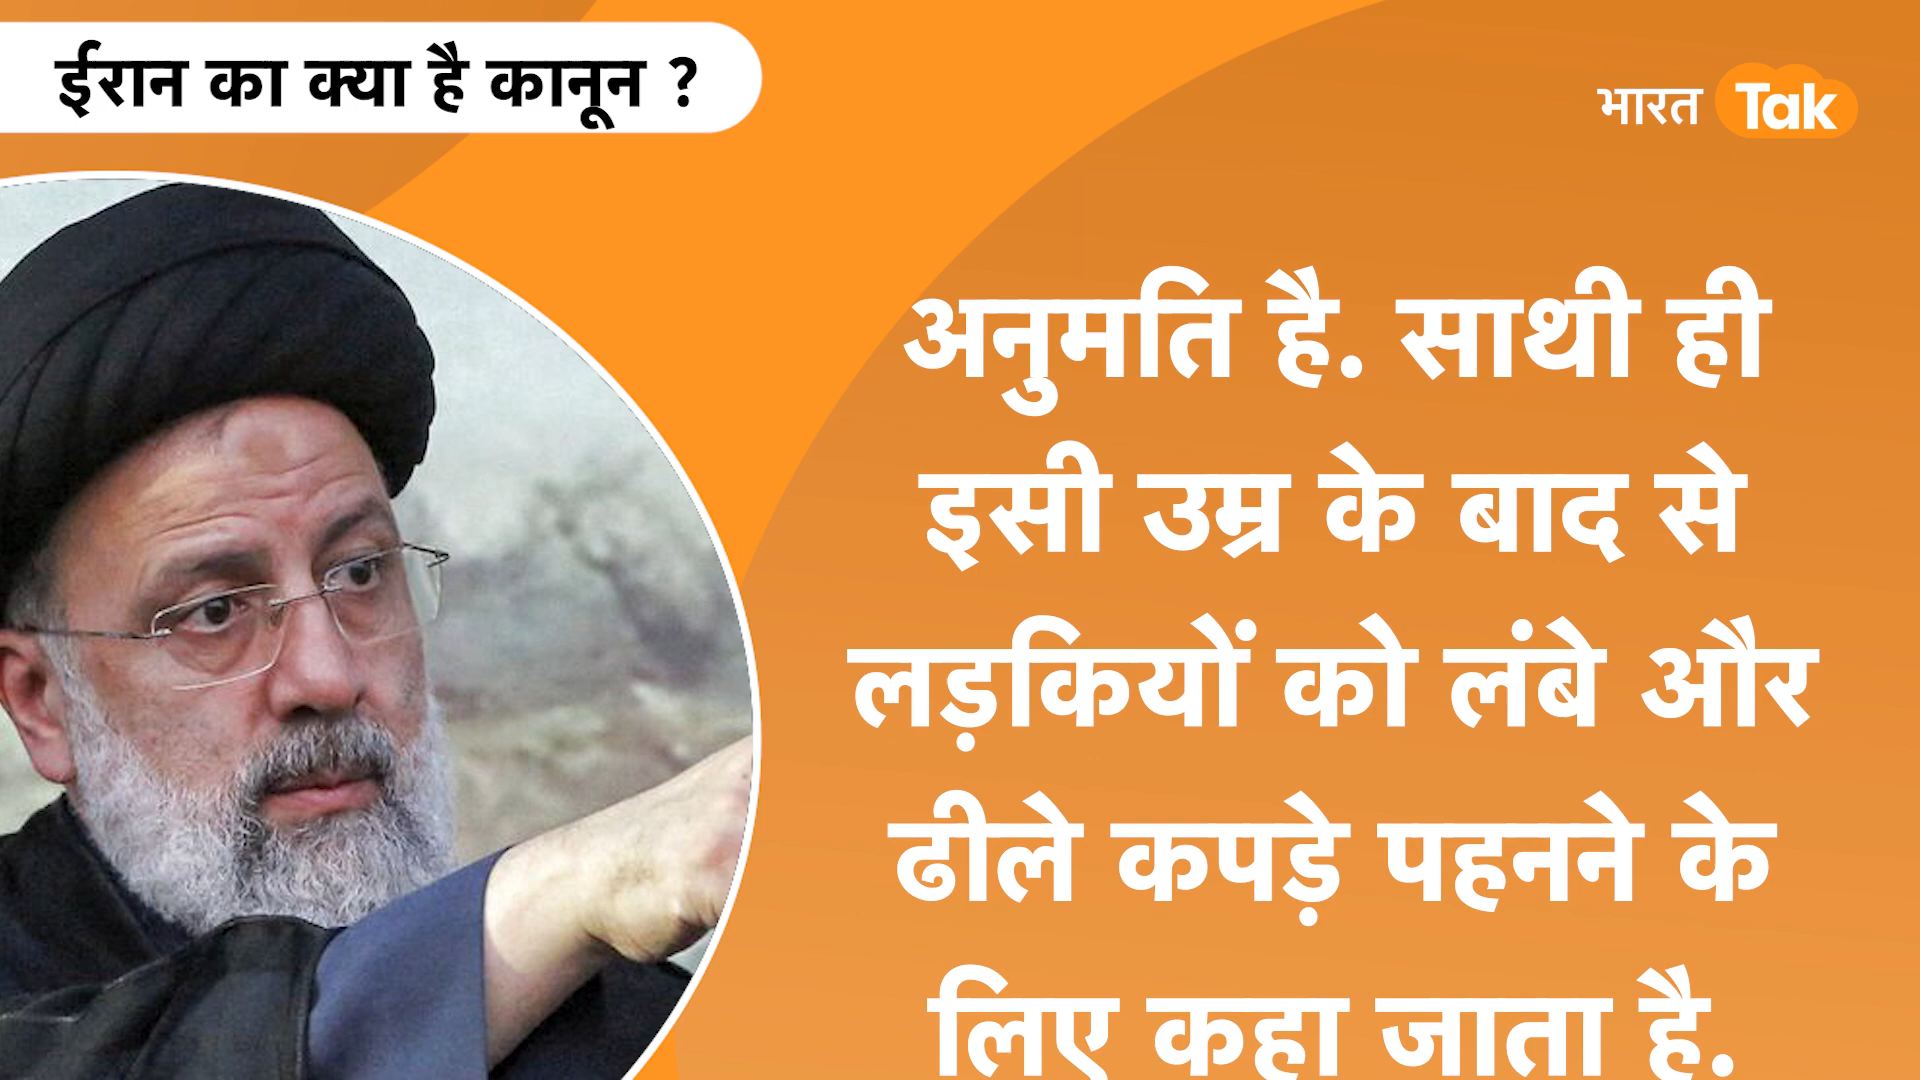 ईरान का क्या है कानून ?
भारत Tak
अनुमति है. साथी ही
इसी उम्र के बाद से
लड़कियों को लंबे और
ढीले कपड़े पहनने के
लिए कहा जाता है.